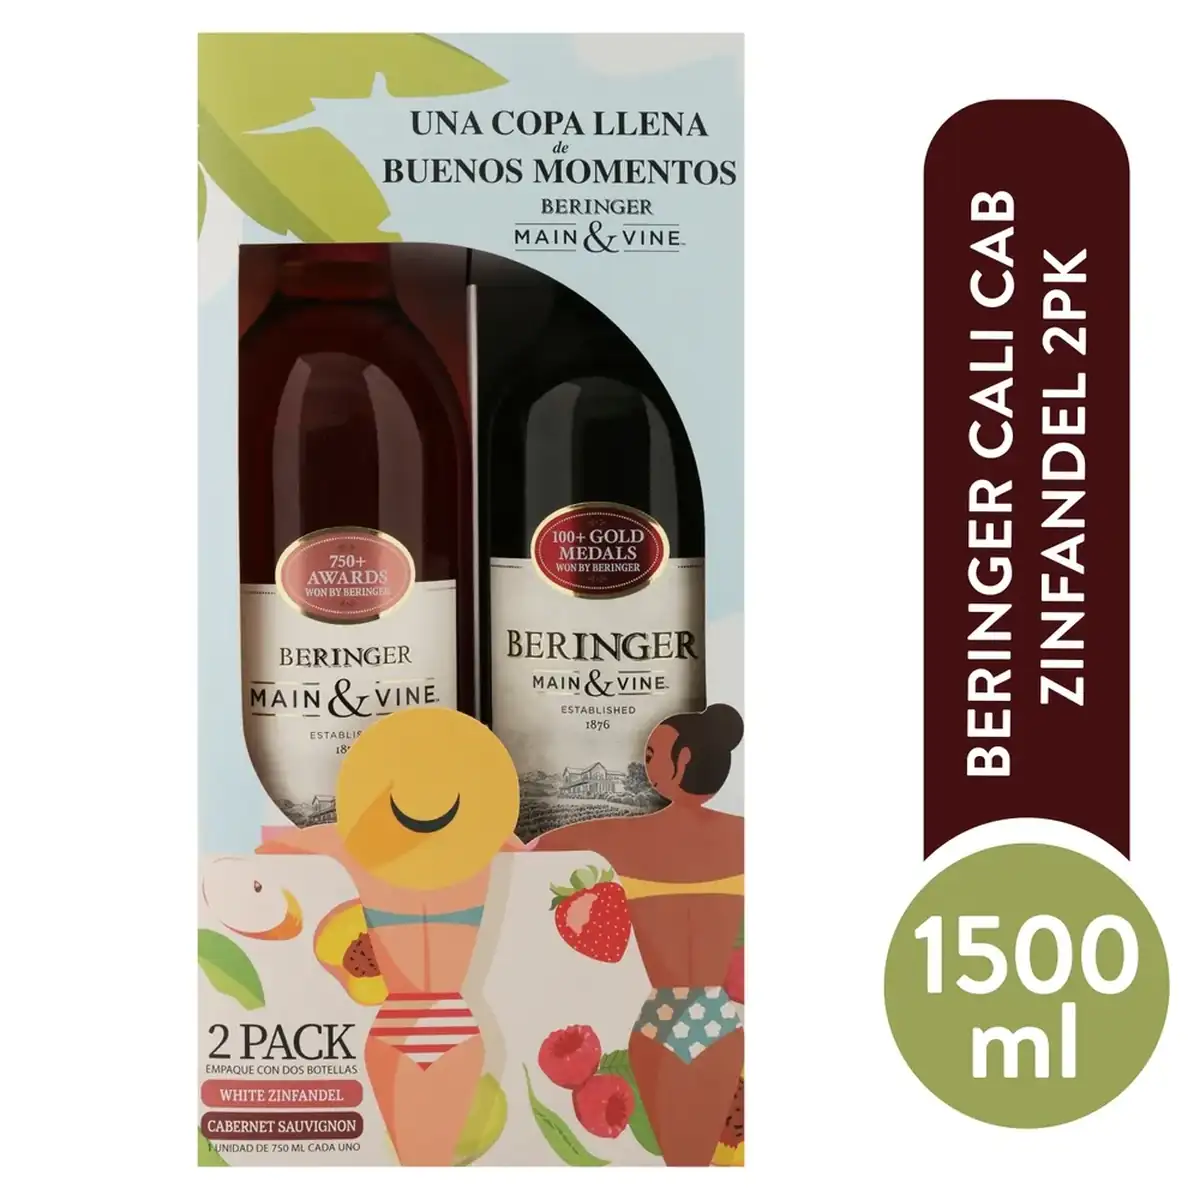 UNA COPA LLENA
de
BUENOS MOMENTOS
BERINGER
MAIN & VINE
750+
AWARDS
WON BY BERINGER
BERINGER
MAIN & VINE
100+ GOLD
MEDALS
WON BY BERINGER
BERINGER
MAIN & VINE
ESTABLISHED
1876
2 PACK
EMPAQUE CON DOS BOTELLAS
WHITE ZINFANDEL
CABERNET SAUVIGNON
1 UNIDAD DE 750 ML CADA UNO
BERINGER CALI CAB
ZINFANDEL 2PK
1500
ml